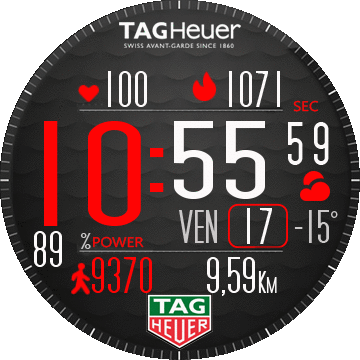 TAGHeuer
SWISS AVANT-GARDE SINCE 1860
100 1071
SEC
10:55 59
VEN 17 -15°
89 %POWER
9370 9,59KM
TAG
HEUER